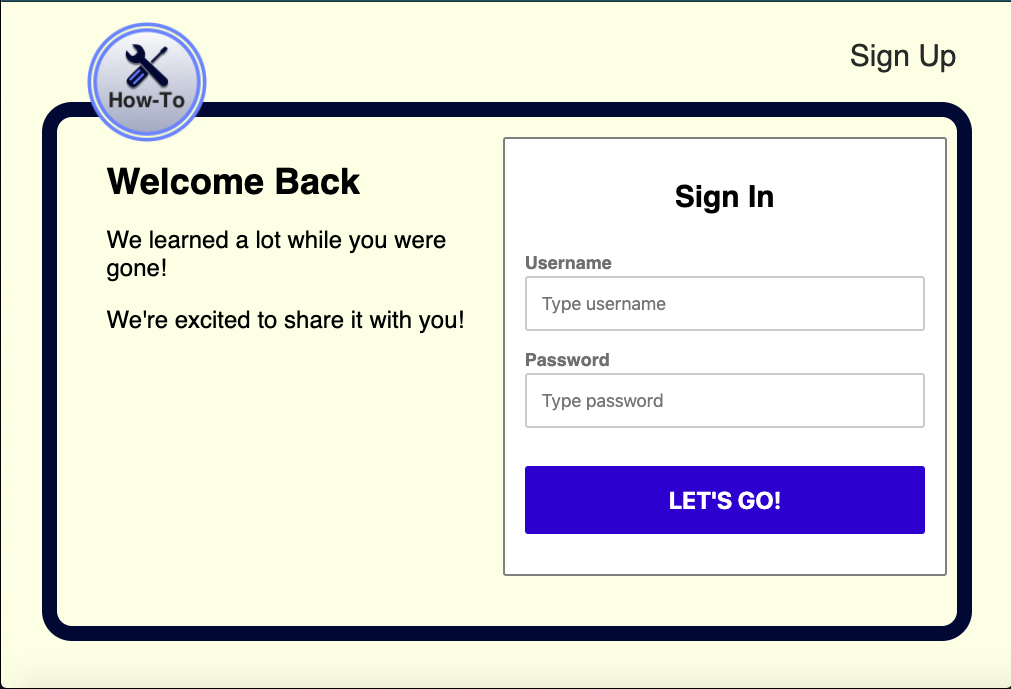 How-To
Sign Up
Welcome Back
We learned a lot while you were
gone!
We're excited to share it with you!
Sign In
Username
Type username
Password
Type password
LET'S GO!